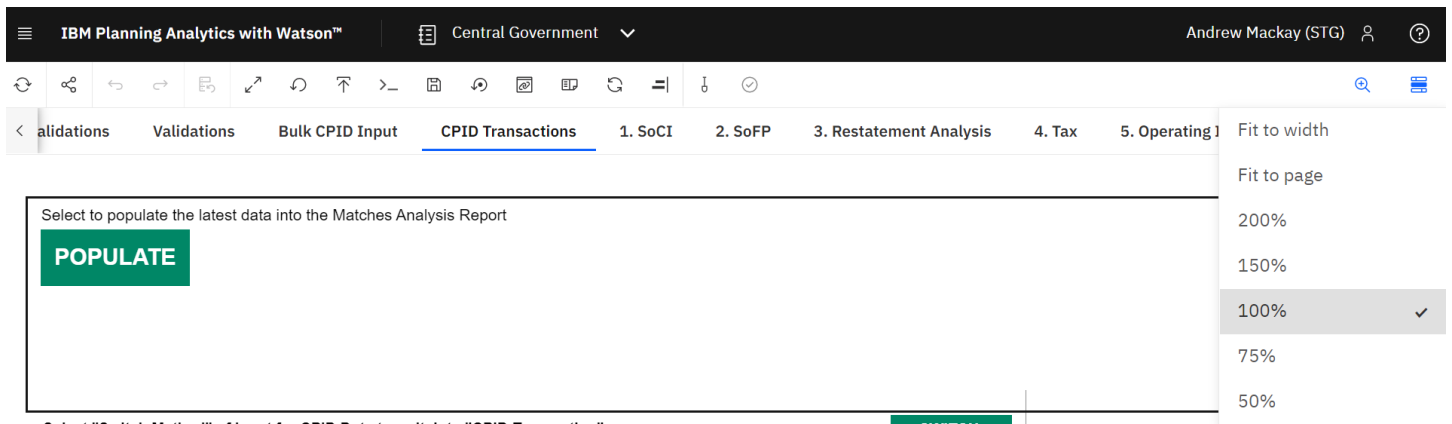 IBM Planning Analytics with Watson™ Central Government Andrew Mackay (STG)
alidations Validations Bulk CPID Input CPID Transactions 1. SoCI 2. SoFP 3. Restatement Analysis 4. Tax 5. Operating
Fit to width
Fit to page
Select to populate the latest data into the Matches Analysis Report
200%
POPULATE
150%
100%
75%
50%